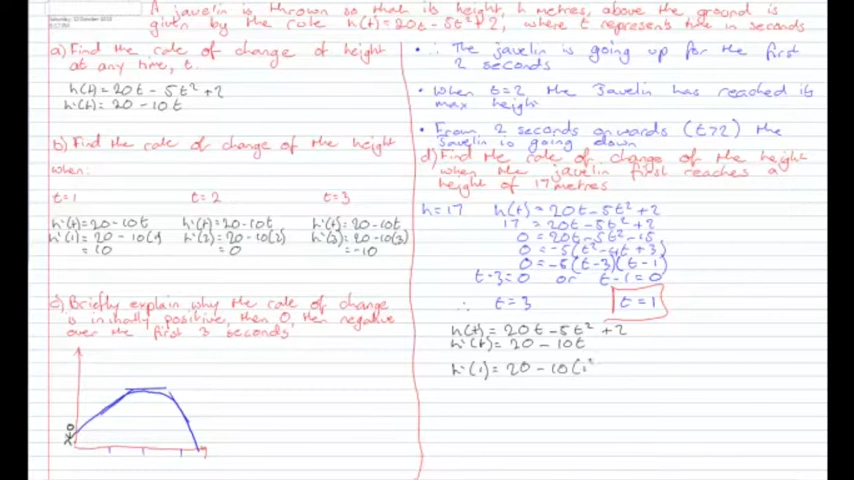 A javelin is thrown so that its height, h metres, above the ground is
given by the rule h(t) = 20t - 5t² + 2, where t represents time in seconds
Saturday, 12 October 2013
a) Find the rate of change of height
at any time, t.
h(t) = 20t - 5t² + 2
h'(t) = 20 - 10t
b) Find the rate of change of the height
when:
t=1 t=2 t=3
h'(t) = 20 - 10t h'(t) = 20 - 10t h'(t) = 20 - 10t
h'(1) = 20 - 10(1) h'(2) = 20 - 10(2) h'(3) = 20 - 10(3)
= 10 = 0 = -10
c) Briefly explain why the rate of change
is initially positive, then 0, then negative
over the first 3 seconds
• ∴ The javelin is going up for the first
2 seconds
• When t=2 the Javelin has reached its
max height
• From 2 seconds onwards (t>2) the
Javelin is going down
d) Find the rate of change of the height
when the javelin first reaches a
height of 17 metres
h = 17 h(t) = 20t - 5t² + 2
17 = 20t - 5t² + 2
0 = 20t - 5t² - 15
0 = -5(t² - 4t + 3)
0 = -5(t-3)(t-1)
t-3=0 or t-1=0
∴ t=3 t=1
h(t) = 20t - 5t² + 2
h'(t) = 20 - 10t
h'(1) = 20 - 10(1